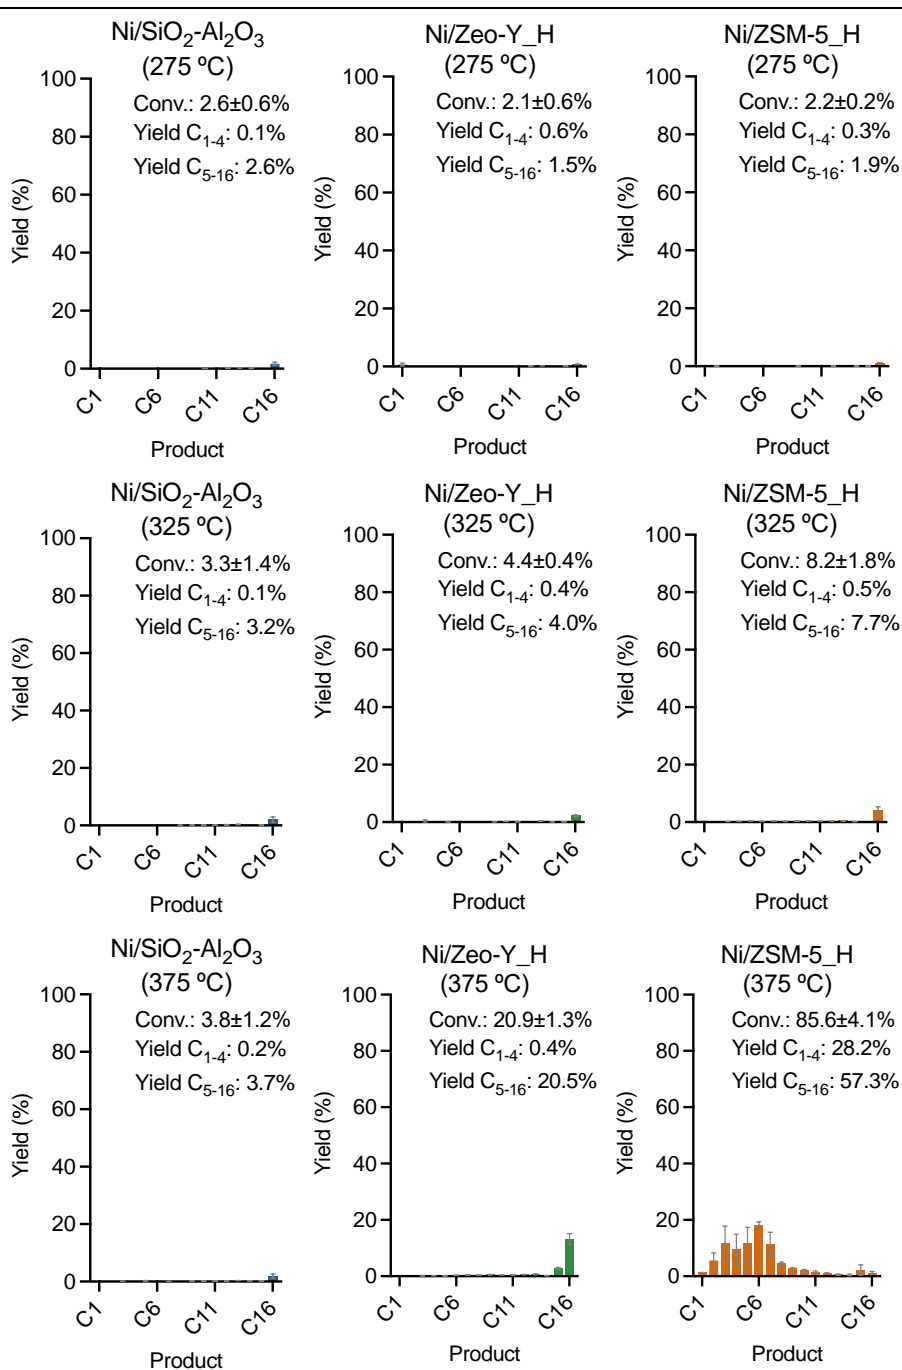 Ni/SiO₂-Al₂O₃
(275 ºC)
Conv.: 2.6±0.6%
Yield C₁₋₄: 0.1%
Yield C₅₋₁₆: 2.6%
Yield (%)
100
80
60
40
20
0
C1
C6
C11
C16
Product
Ni/Zeo-Y_H
(275 ºC)
Conv.: 2.1±0.6%
Yield C₁₋₄: 0.6%
Yield C₅₋₁₆: 1.5%
Yield (%)
100
80
60
40
20
0
C1
C6
C11
C16
Product
Ni/ZSM-5_H
(275 ºC)
Conv.: 2.2±0.2%
Yield C₁₋₄: 0.3%
Yield C₅₋₁₆: 1.9%
Yield (%)
100
80
60
40
20
0
C1
C6
C11
C16
Product
Ni/SiO₂-Al₂O₃
(325 ºC)
Conv.: 3.3±1.4%
Yield C₁₋₄: 0.1%
Yield C₅₋₁₆: 3.2%
Yield (%)
100
80
60
40
20
0
C1
C6
C11
C16
Product
Ni/Zeo-Y_H
(325 ºC)
Conv.: 4.4±0.4%
Yield C₁₋₄: 0.4%
Yield C₅₋₁₆: 4.0%
Yield (%)
100
80
60
40
20
0
C1
C6
C11
C16
Product
Ni/ZSM-5_H
(325 ºC)
Conv.: 8.2±1.8%
Yield C₁₋₄: 0.5%
Yield C₅₋₁₆: 7.7%
Yield (%)
100
80
60
40
20
0
C1
C6
C11
C16
Product
Ni/SiO₂-Al₂O₃
(375 ºC)
Conv.: 3.8±1.2%
Yield C₁₋₄: 0.2%
Yield C₅₋₁₆: 3.7%
Yield (%)
100
80
60
40
20
0
C1
C6
C11
C16
Product
Ni/Zeo-Y_H
(375 ºC)
Conv.: 20.9±1.3%
Yield C₁₋₄: 0.4%
Yield C₅₋₁₆: 20.5%
Yield (%)
100
80
60
40
20
0
C1
C6
C11
C16
Product
Ni/ZSM-5_H
(375 ºC)
Conv.: 85.6±4.1%
Yield C₁₋₄: 28.2%
Yield C₅₋₁₆: 57.3%
Yield (%)
100
80
60
40
20
0
C1
C6
C11
C16
Product